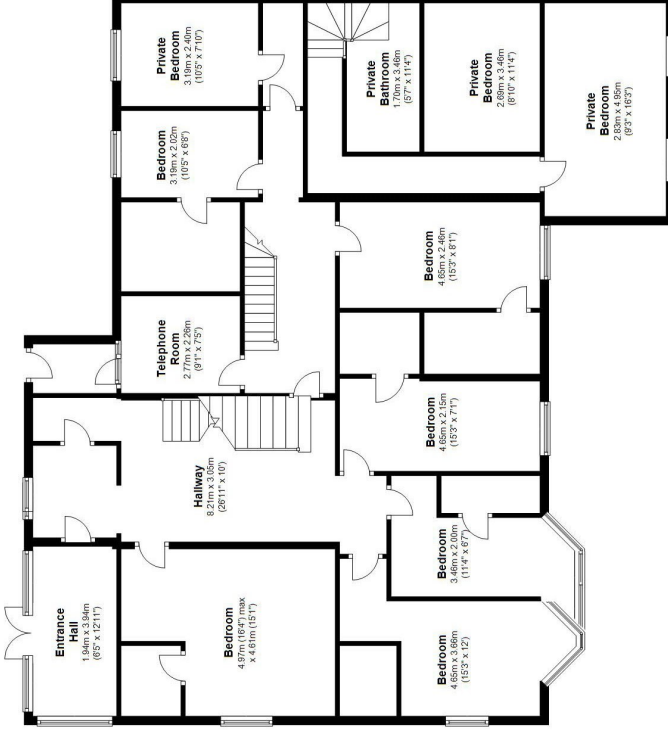 Private
Bedroom
3.19m x 2.40m
(10'5" x 7'10")
Bedroom
3.19m x 2.02m
(10'5" x 6'8")
Private
Bathroom
1.70m x 3.46m
(5'7" x 11'4")
Private
Bedroom
2.69m x 3.46m
(8'10" x 11'4")
Private
Bedroom
2.83m x 4.95m
(9'3" x 16'3")
Bedroom
4.65m x 2.46m
(15'3" x 8'1")
Telephone
Room
2.77m x 2.26m
(9'1" x 7'5")
Bedroom
4.65m x 2.15m
(15'3" x 7'1")
Hallway
8.21m x 3.05m
(26'11" x 10')
Bedroom
3.46m x 2.00m
(11'4" x 6'7")
Entrance
Hall
1.94m x 3.94m
(6'5" x 12'11")
Bedroom
4.97m (16'4") max
x 4.61m (15'1")
Bedroom
4.65m x 3.66m
(15'3" x 12')